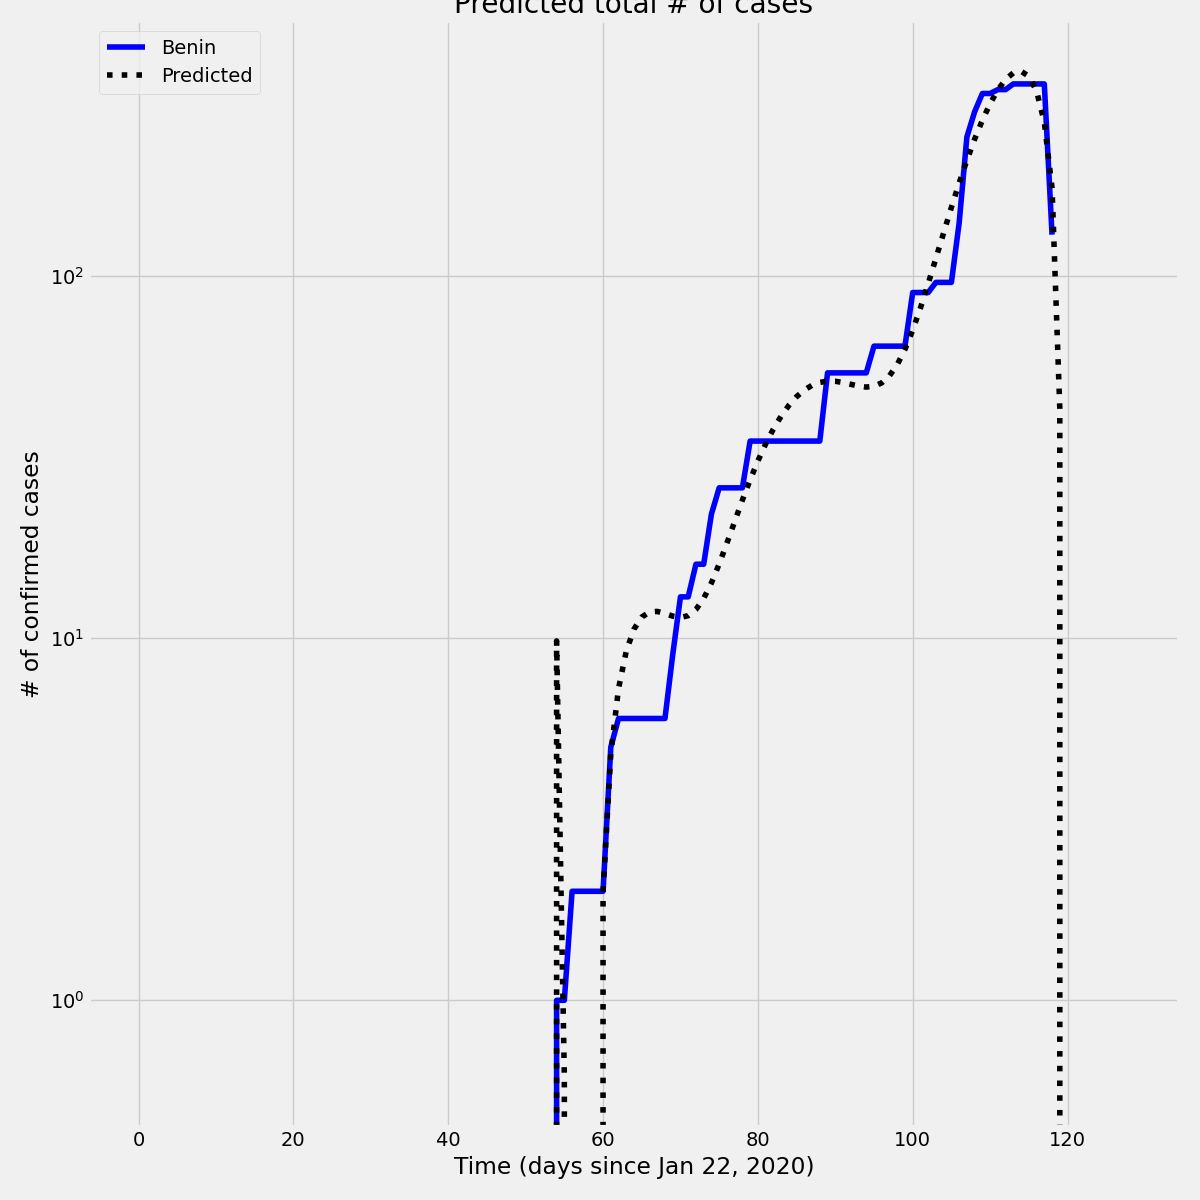 Predicted total # of cases
Benin
Predicted
10²
10¹
10⁰
# of confirmed cases
0 20 40 60 80 100 120
Time (days since Jan 22, 2020)